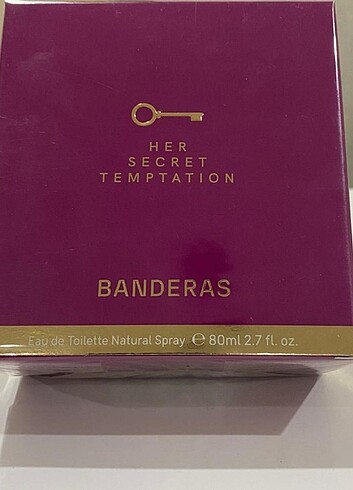 HER
SECRET
TEMPTATION
BANDERAS
Eau de Toilette Natural Spray ℮ 80ml 2.7 fl. oz.